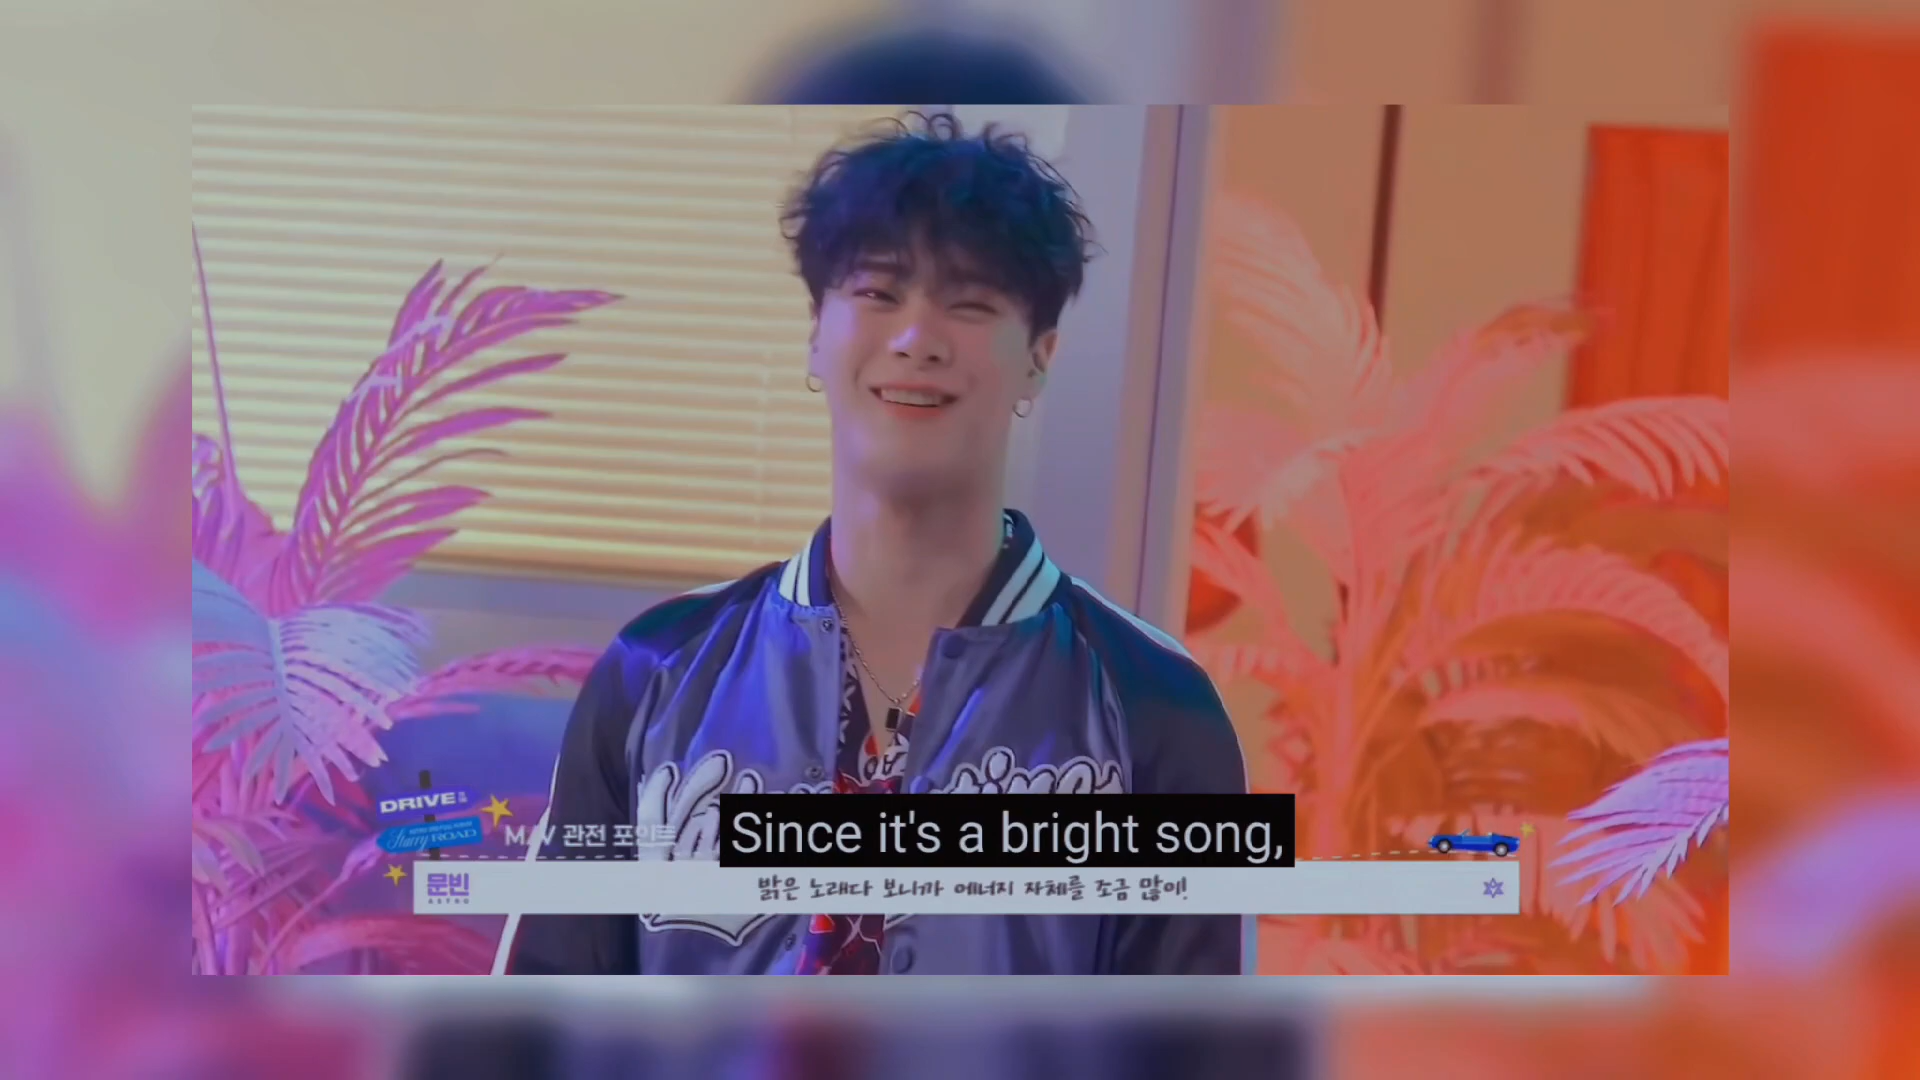 DRIVE
Starry ROAD
M/V 관전 포인트
Since it's a bright song,
문빈
ASTRO
밝은 노래다 보니까 에너지 자체를 조금 많이!